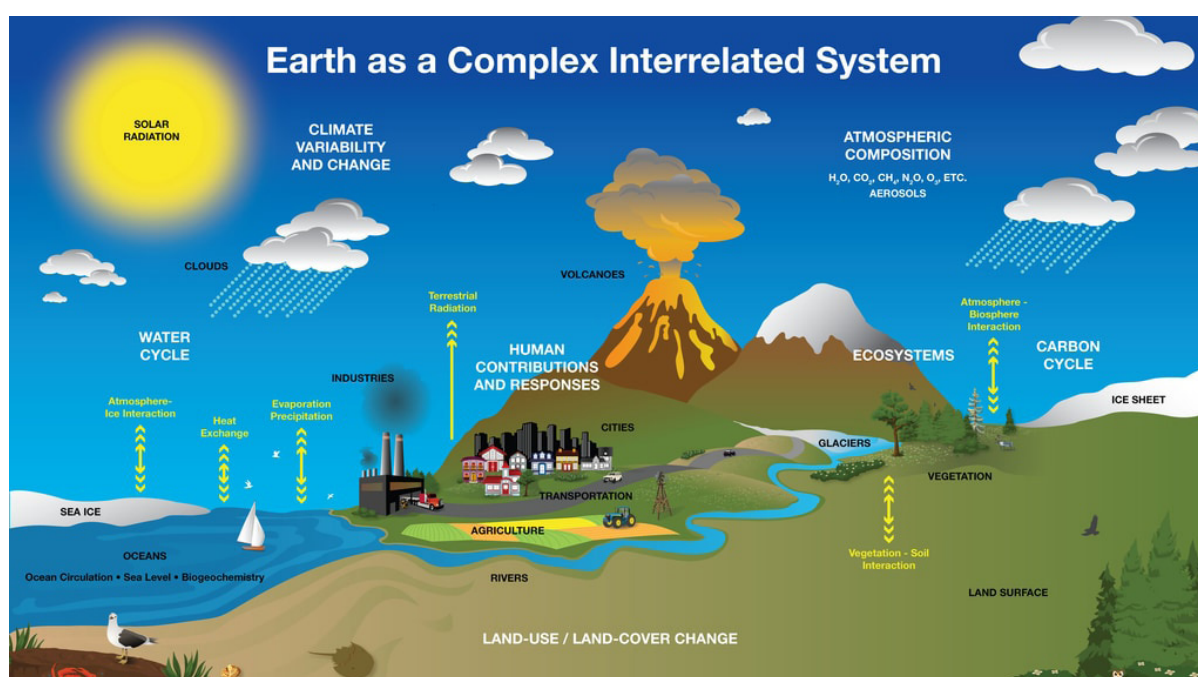 Earth as a Complex Interrelated System
SOLAR
RADIATION
CLIMATE
VARIABILITY
AND CHANGE
ATMOSPHERIC
COMPOSITION
H₂O, CO₂, CH₄, N₂O, O₃, ETC.
AEROSOLS
CLOUDS
VOLCANOES
Terrestrial
Radiation
Atmosphere -
Biosphere
Interaction
WATER
CYCLE
HUMAN
CONTRIBUTIONS
AND RESPONSES
ECOSYSTEMS
CARBON
CYCLE
INDUSTRIES
Atmosphere-
Ice Interaction
Heat
Exchange
Evaporation
Precipitation
ICE SHEET
CITIES
GLACIERS
VEGETATION
TRANSPORTATION
SEA ICE
AGRICULTURE
OCEANS
Ocean Circulation • Sea Level • Biogeochemistry
RIVERS
Vegetation - Soil
Interaction
LAND SURFACE
LAND-USE / LAND-COVER CHANGE